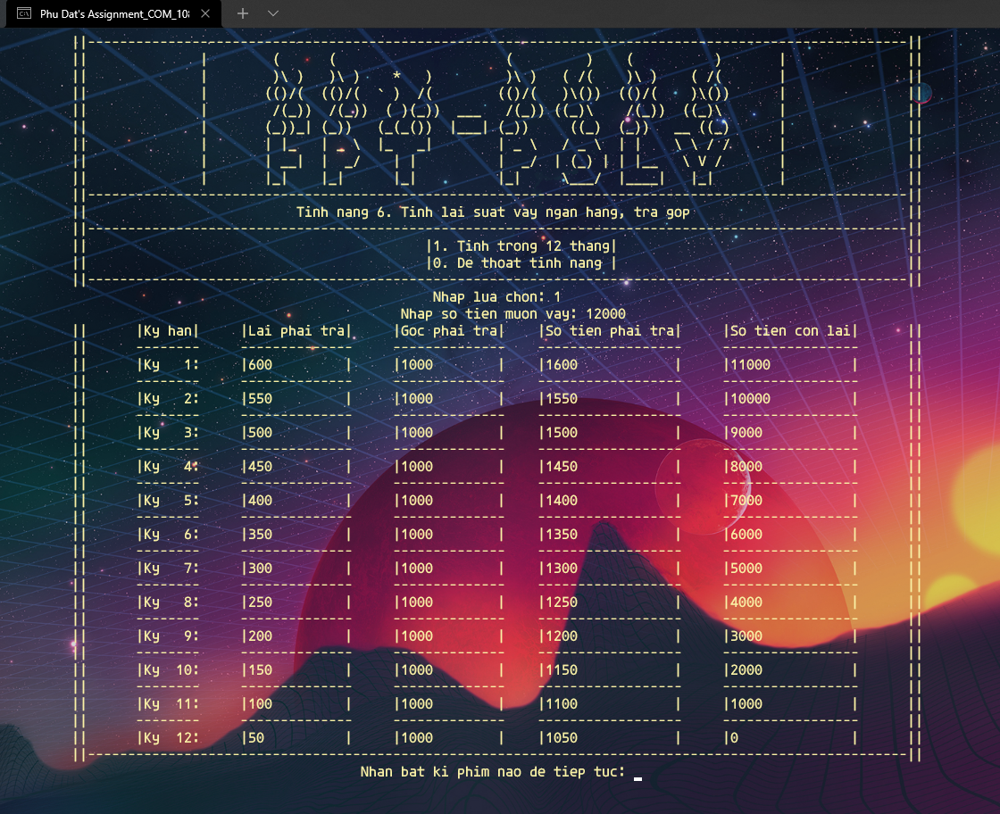 Phu Dat's Assignment_COM_108
FPT_POLY
Tinh nang 6. Tinh lai suat vay ngan hang, tra gop
|1. Tinh trong 12 thang|
|0. De thoat tinh nang |
Nhap lua chon: 1
Nhap so tien muon vay: 12000
|Ky han| |Lai phai tra| |Goc phai tra| |So tien phai tra| |So tien con lai|
|Ky 1: |600 | |1000 | |1600 | |11000 |
|Ky 2: |550 | |1000 | |1550 | |10000 |
|Ky 3: |500 | |1000 | |1500 | |9000 |
|Ky 4: |450 | |1000 | |1450 | |8000 |
|Ky 5: |400 | |1000 | |1400 | |7000 |
|Ky 6: |350 | |1000 | |1350 | |6000 |
|Ky 7: |300 | |1000 | |1300 | |5000 |
|Ky 8: |250 | |1000 | |1250 | |4000 |
|Ky 9: |200 | |1000 | |1200 | |3000 |
|Ky 10: |150 | |1000 | |1150 | |2000 |
|Ky 11: |100 | |1000 | |1100 | |1000 |
|Ky 12: |50 | |1000 | |1050 | |0 |
Nhan bat ki phim nao de tiep tuc: _